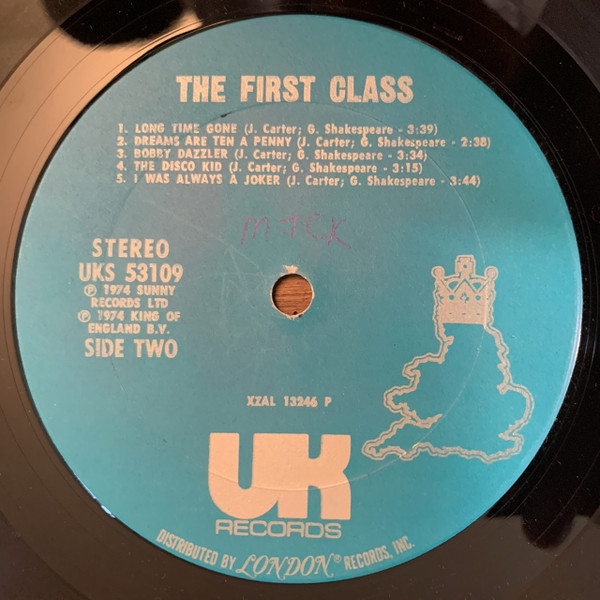 THE FIRST CLASS
1. LONG TIME GONE (J. Carter; G. Shakespeare - 3:39)
2. DREAMS ARE TEN A PENNY (J. Carter; G. Shakespeare - 2:38)
3. BOBBY DAZZLER (J. Carter; G. Shakespeare - 3:34)
4. THE DISCO KID (J. Carter; G. Shakespeare - 3:15)
5. I WAS ALWAYS A JOKER (J. Carter; G. Shakespeare - 3:44)
STEREO
UKS 53109
℗ 1974 SUNNY
RECORDS LTD
℗ 1974 KING OF
ENGLAND B.V.
SIDE TWO
XZAL 13246 P
UK
RECORDS
DISTRIBUTED BY LONDON® RECORDS, INC.